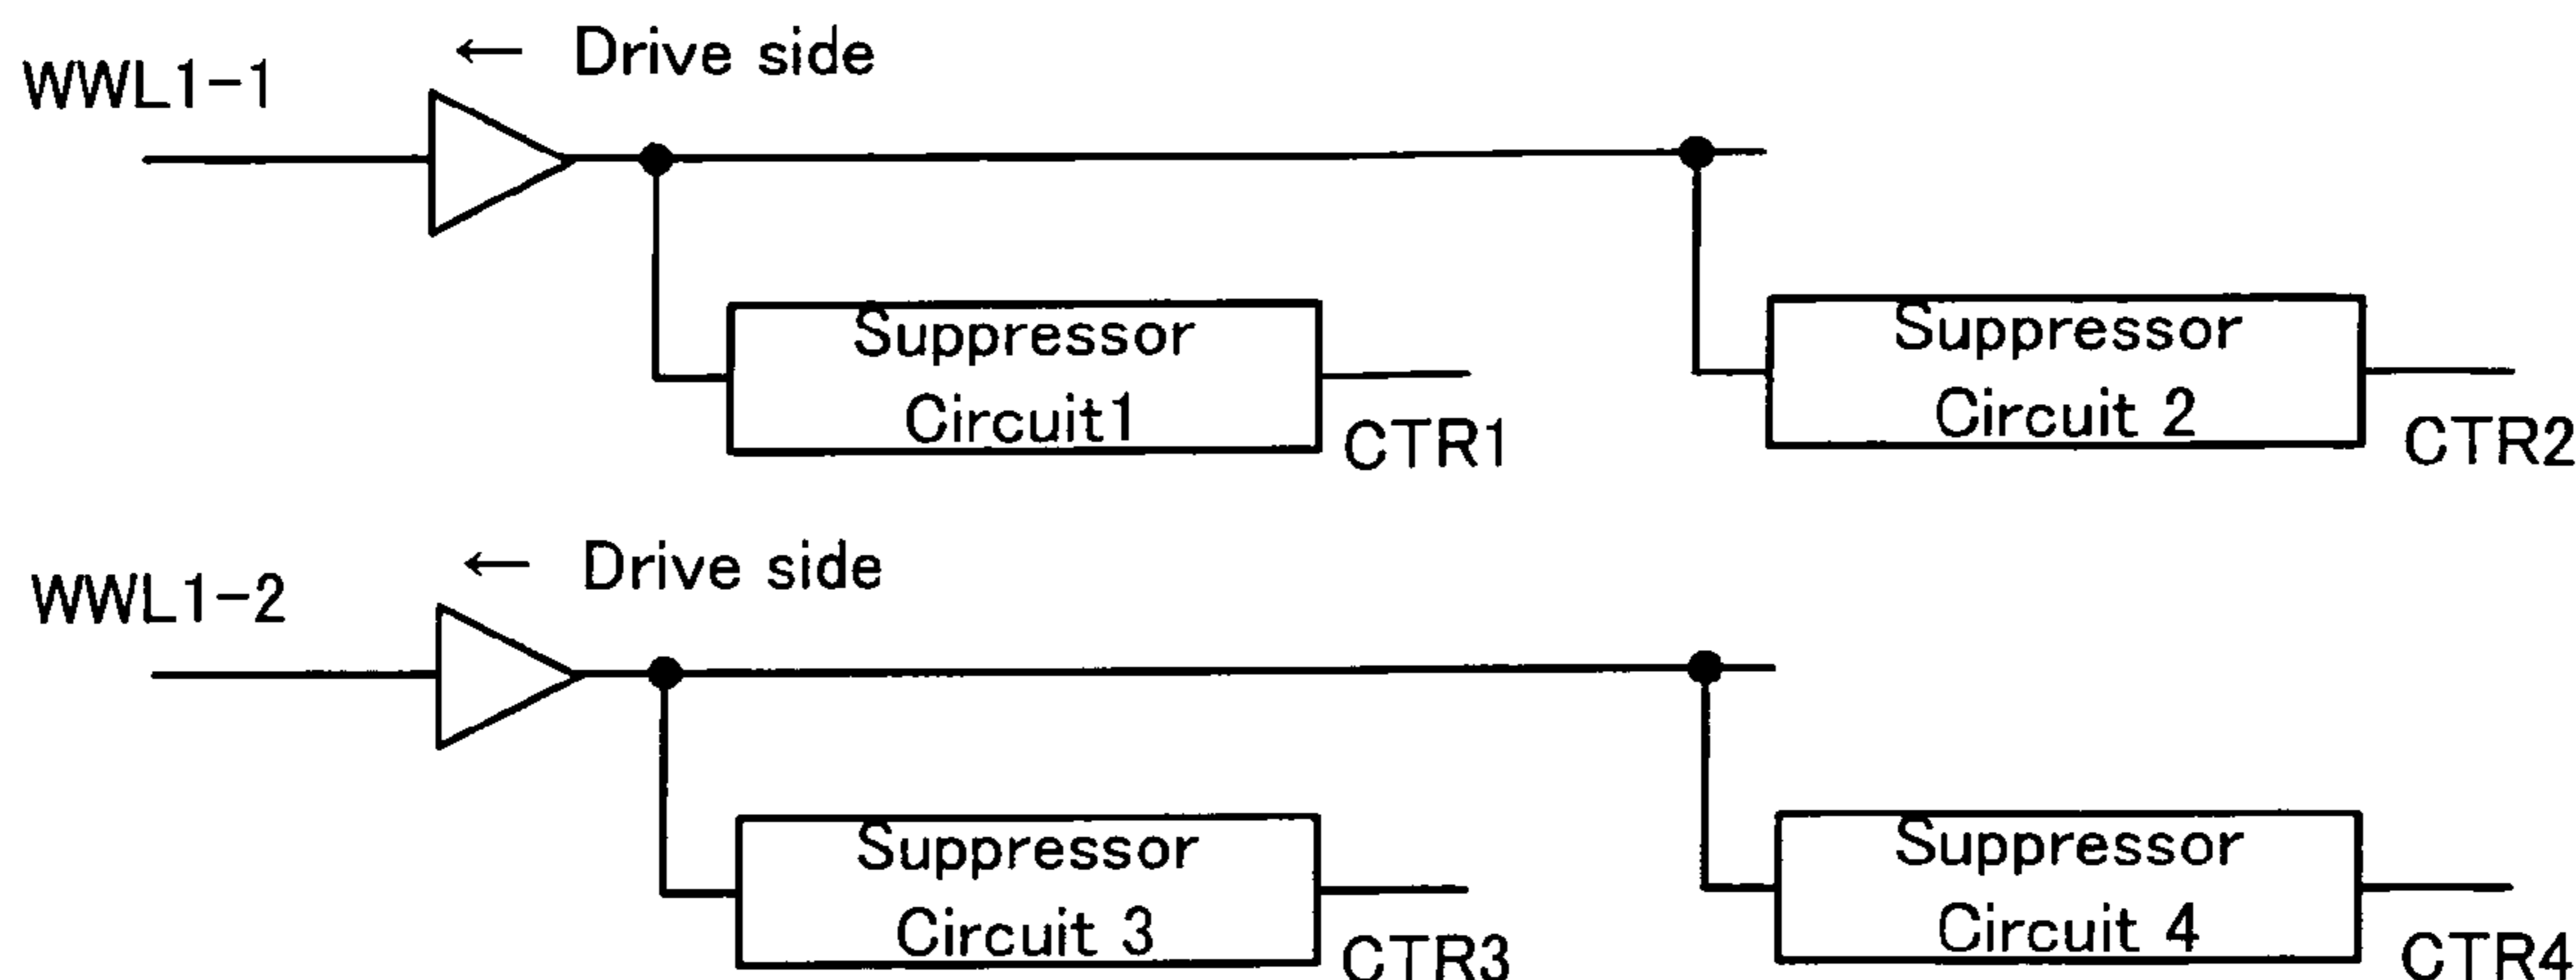 ← Drive side
WWL1-1
Suppressor
Circuit1
CTR1
Suppressor
Circuit 2
CTR2
← Drive side
WWL1-2
Suppressor
Circuit 3
CTR3
Suppressor
Circuit 4
CTR4